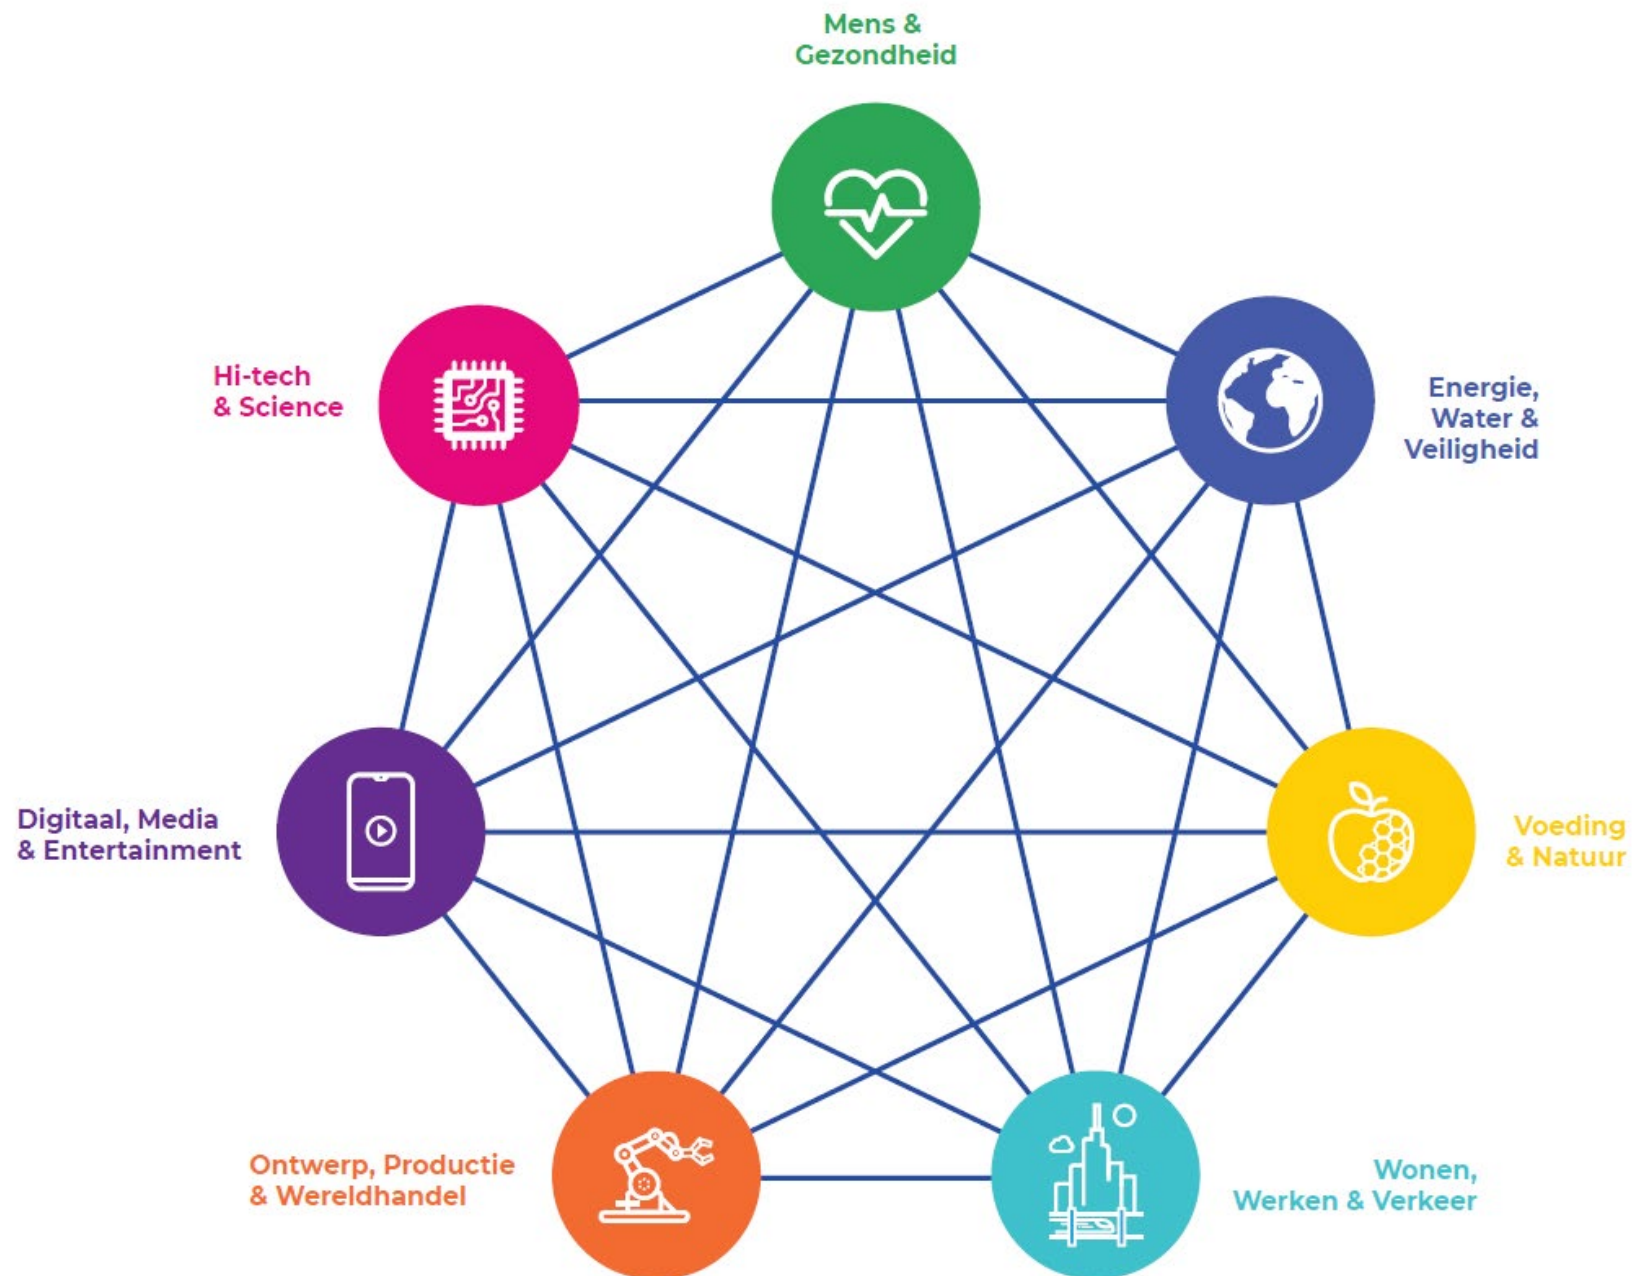 Mens &
Gezondheid
Hi-tech
& Science
Energie,
Water &
Veiligheid
Digitaal, Media
& Entertainment
Voeding
& Natuur
Ontwerp, Productie
& Wereldhandel
Wonen,
Werken & Verkeer